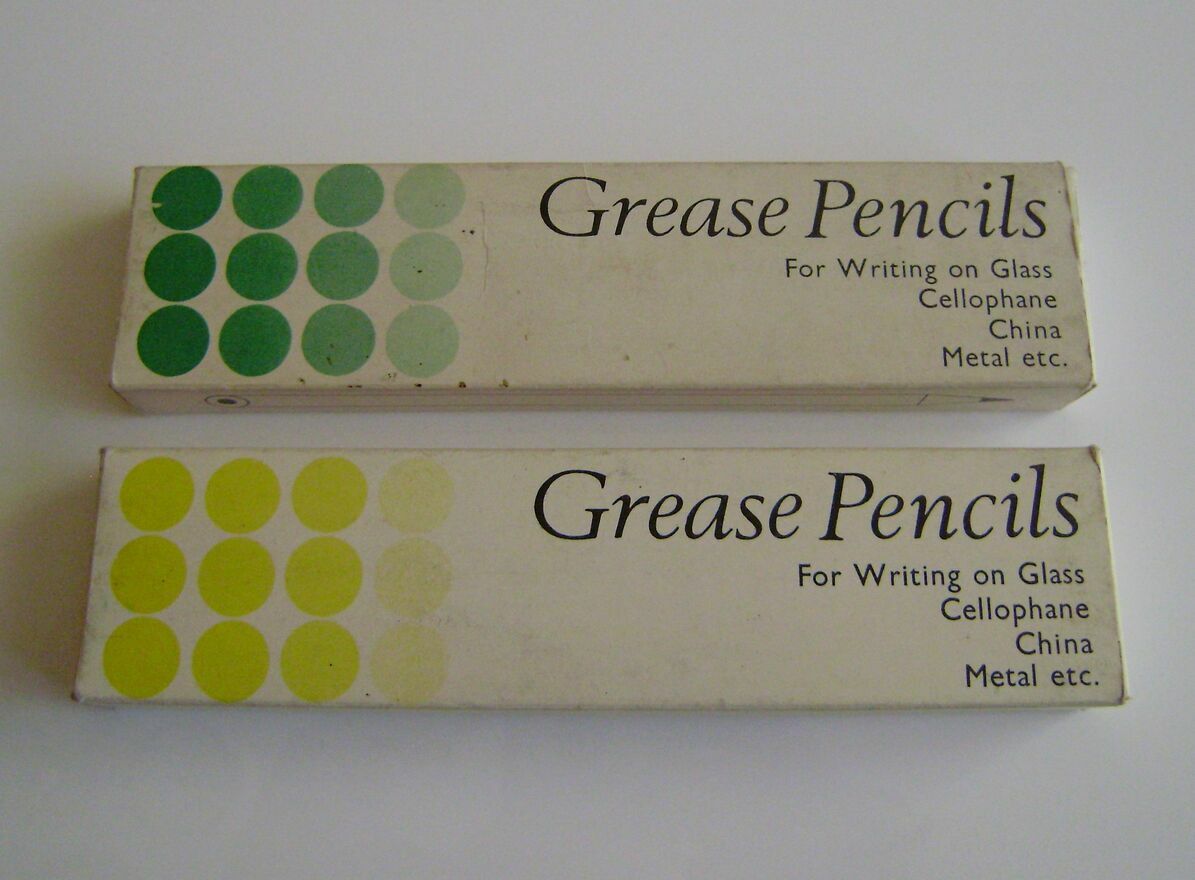 Grease Pencils
For Writing on Glass
Cellophane
China
Metal etc.
Grease Pencils
For Writing on Glass
Cellophane
China
Metal etc.